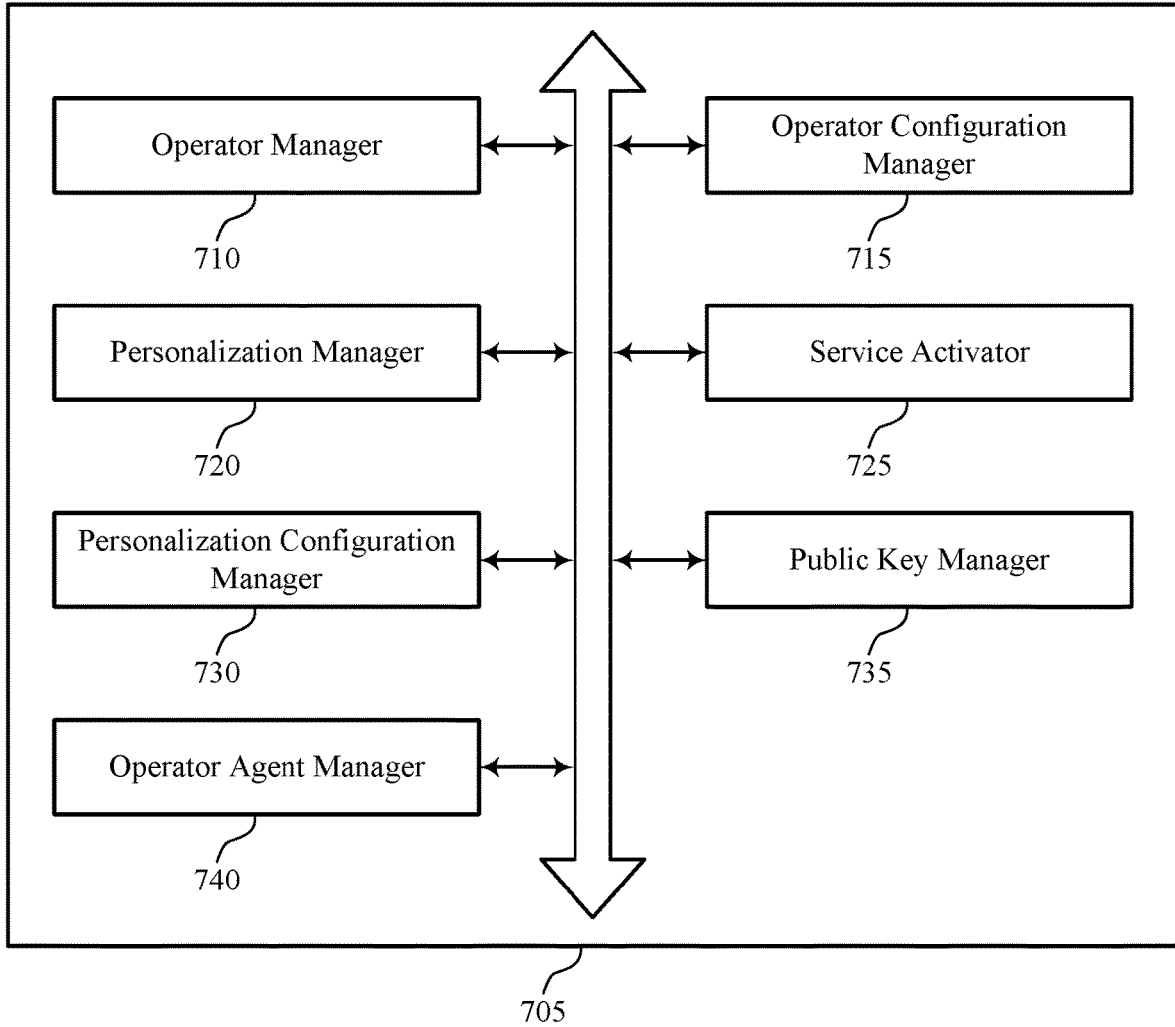 Operator Manager
710
Operator Configuration
Manager
715
Personalization Manager
720
Service Activator
725
Personalization Configuration
Manager
730
Public Key Manager
735
Operator Agent Manager
740
705